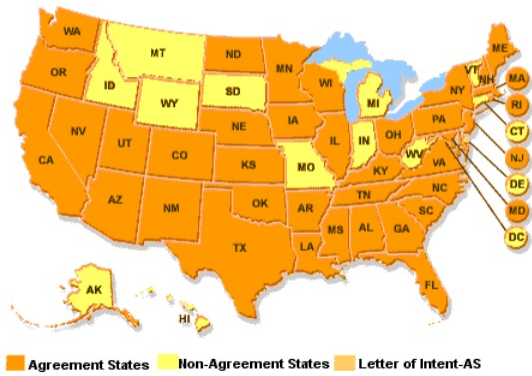 WA
MT
ND
MN
VT
ME
OR
ID
SD
WI
MI
NY
NH
MA
WY
RI
NV
UT
NE
IA
IL
IN
OH
PA
CT
CA
CO
KS
MO
KY
WV
VA
NJ
DE
AZ
NM
OK
AR
TN
NC
SC
MD
DC
TX
LA
MS
AL
GA
FL
AK
HI
Agreement States
Non-Agreement States
Letter of Intent-AS